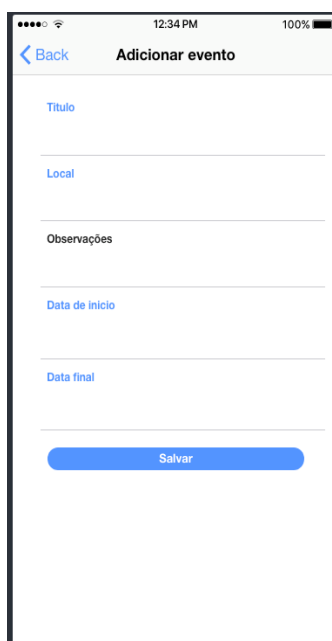 12:34 PM 100%
Back Adicionar evento
Titulo
Local
Observações
Data de inicio
Data final
Salvar